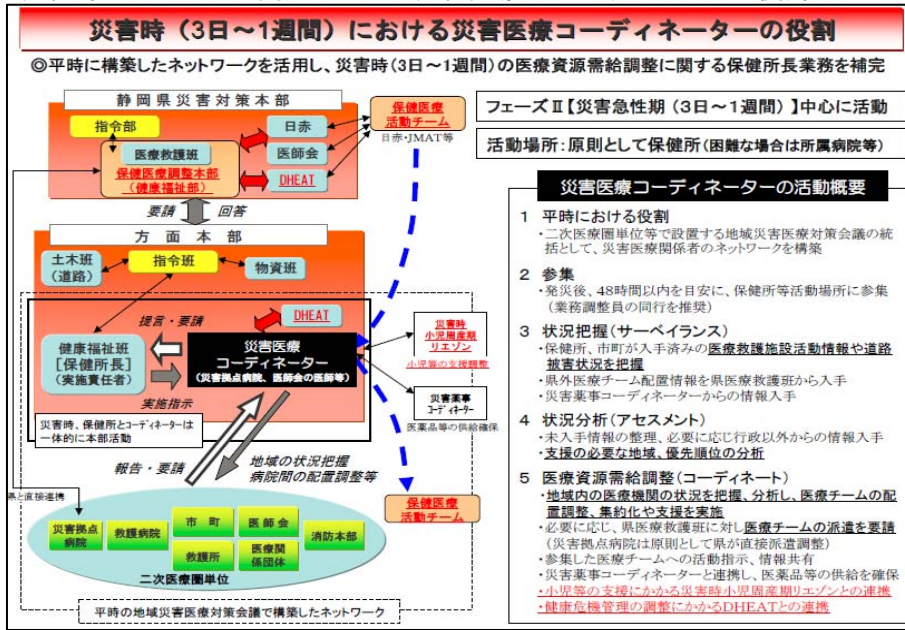 災害時（3日～1週間）における災害医療コーディネーターの役割
◎平時に構築したネットワークを活用し、災害時(3日～1週間)の医療資源需給調整に関する保健所長業務を補完
静岡県災害対策本部
指令部
医療救護班
保健医療調整本部
(健康福祉部)
日赤
医師会
DHEAT
保健医療
活動チーム
日赤・JMAT等
要請
回答
方面本部
土木班
（道路）
指令班
物資班
DHEAT
提言・要請
健康福祉班
［保健所長］
（実施責任者）
災害医療
コーディネーター
(災害拠点病院、医師会の医師等)
実施指示
災害時、保健所とコーディネーターは
一体的に本部活動
災害時
小児周産期
リエゾン
小児等の支援調整
災害薬事
コーディネーター
医薬品等の供給確保
報告・要請
地域の状況把握
病院間の配置調整等
県と直接連携
保健医療
活動チーム
災害拠点
病院
救護病院
市町
医師会
消防本部
救護所
医療関
係団体
二次医療圏単位
平時の地域災害医療対策会議で構築したネットワーク
フェーズⅡ【災害急性期（3日～1週間）】中心に活動
活動場所：原則として保健所(困難な場合は所属病院等)
災害医療コーディネーターの活動概要
1 平時における役割
・二次医療圏単位等で設置する地域災害医療対策会議の統
括として、災害医療関係者のネットワークを構築
2 参集
・発災後、48時間以内を目安に、保健所等活動場所に参集
（業務調整員の同行を推奨）
3 状況把握（サーベイランス）
・保健所、市町が入手済みの医療救護施設活動情報や道路
被害状況を把握
・県外医療チーム配置情報を県医療救護班から入手
・災害薬事コーディネーターからの情報入手
4 状況分析（アセスメント）
・未入手情報の整理、必要に応じ行政以外からの情報入手
・支援の必要な地域、優先順位の分析
5 医療資源需給調整（コーディネート）
・地域内の医療機関の状況を把握、分析し、医療チームの配
置調整、集約化や支援を実施
・必要に応じ、県医療救護班に対し医療チームの派遣を要請
（災害拠点病院は原則として県が直接派遣調整）
・参集した医療チームへの活動指示、情報共有
・災害薬事コーディネーターと連携し、医薬品等の供給を確保
・小児等の支援にかかる災害時小児周産期リエゾンとの連携
・健康危機管理の調整にかかるDHEATとの連携